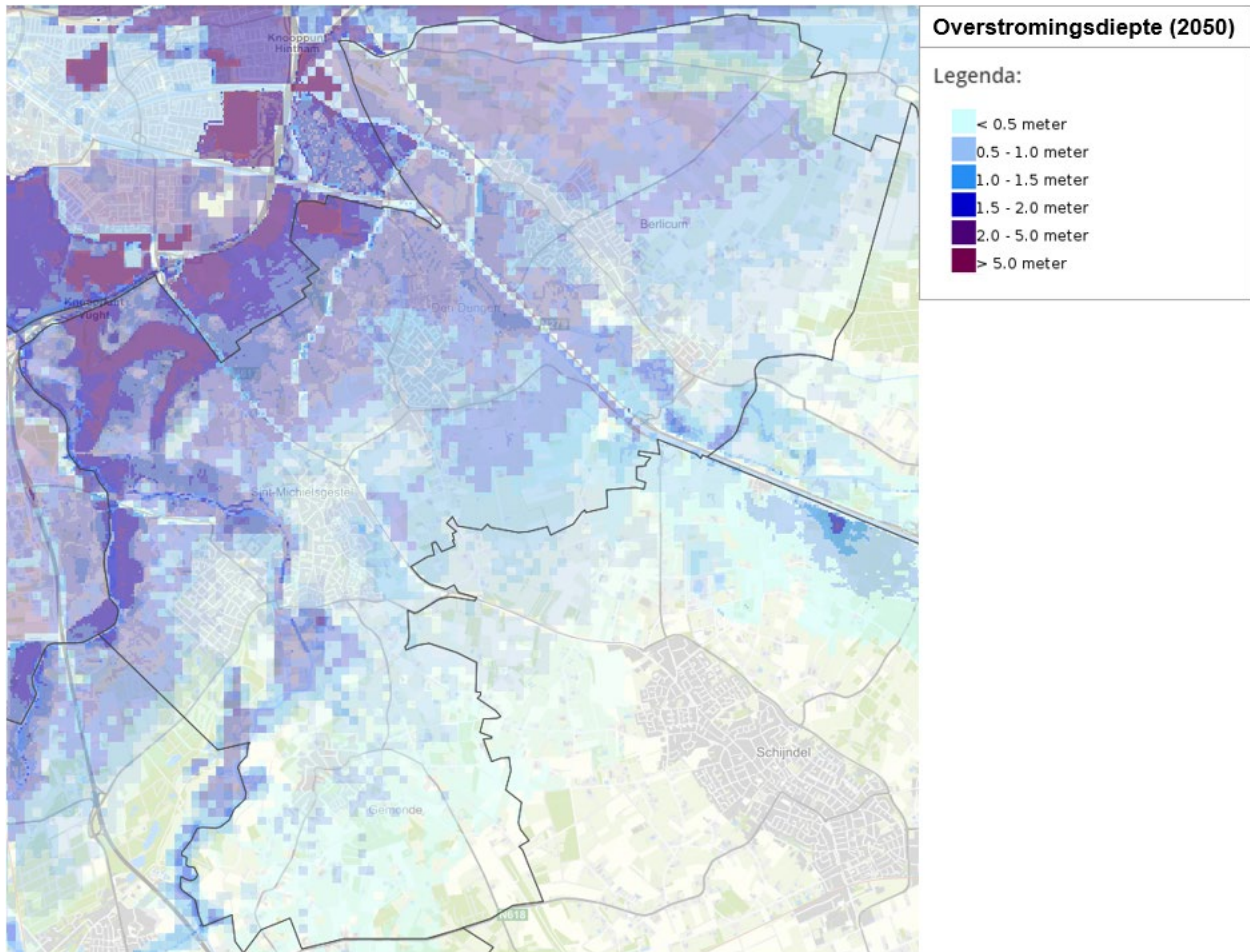 Overstromingsdiepte (2050)
Legenda:
< 0.5 meter
0.5 - 1.0 meter
1.0 - 1.5 meter
1.5 - 2.0 meter
2.0 - 5.0 meter
> 5.0 meter
Knooppunt
Hintham
Berlicum
Knooppunt
Vught
Den Dungen
Sint-Michielsgestel
Schijndel
Gemonde
N618